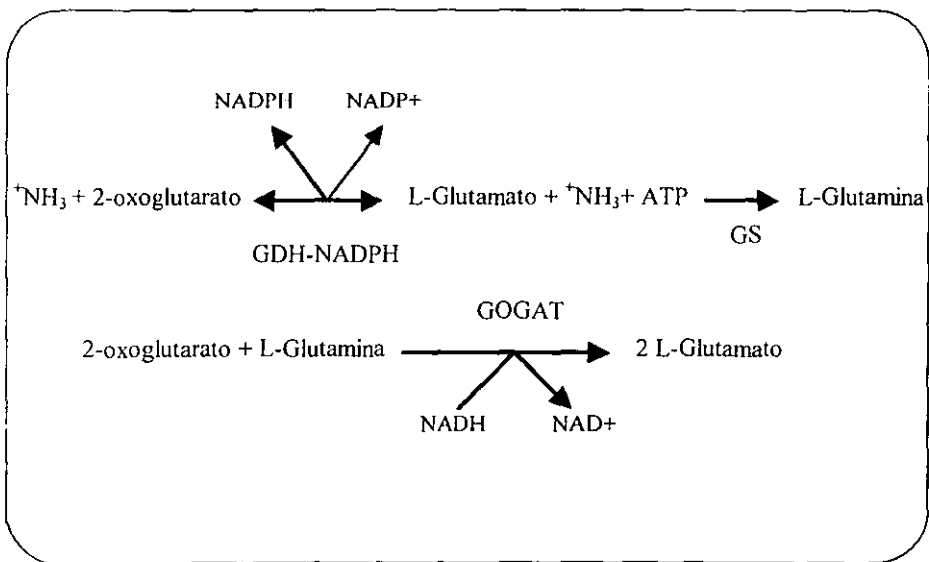 NADPH NADP+
⁺NH₃ + 2-oxoglutarato L-Glutamato + ⁺NH₃+ ATP L-Glutamina
GDH-NADPH GS
GOGAT
2-oxoglutarato + L-Glutamina 2 L-Glutamato
NADH NAD+